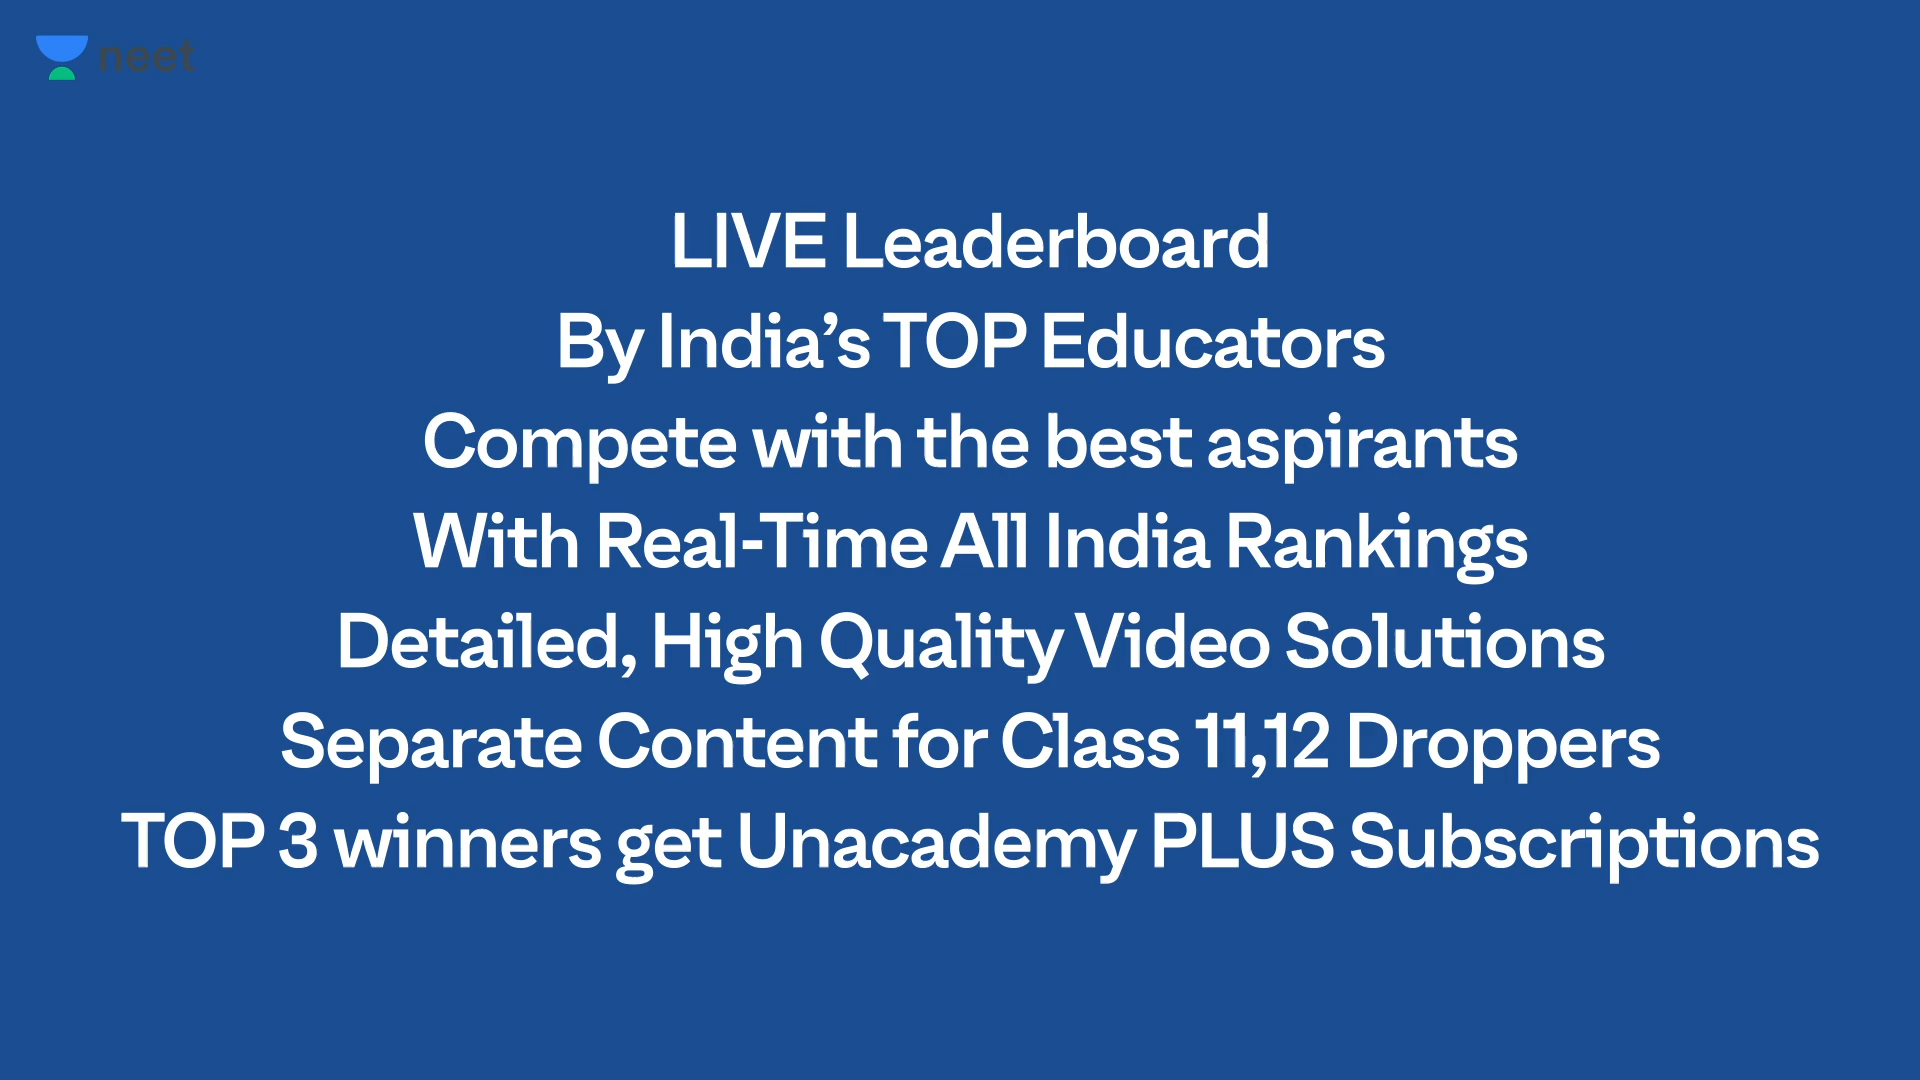 neet
LIVE Leaderboard
By India’s TOP Educators
Compete with the best aspirants
With Real-Time All India Rankings
Detailed, High Quality Video Solutions
Separate Content for Class 11,12 Droppers
TOP 3 winners get Unacademy PLUS Subscriptions